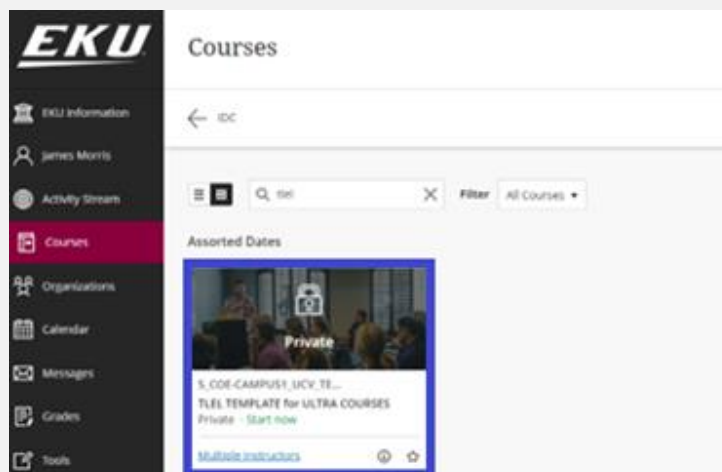 EKU
EKU Information
James Morris
Activity Stream
Courses
Organizations
Calendar
Messages
Grades
Tools
Courses
IDC
tlel
Filter
All Courses
Assorted Dates
Private
S_COE-CAMPUS1_UCV_TE...
TLEL TEMPLATE for ULTRA COURSES
Private · Start now
Multiple Instructors